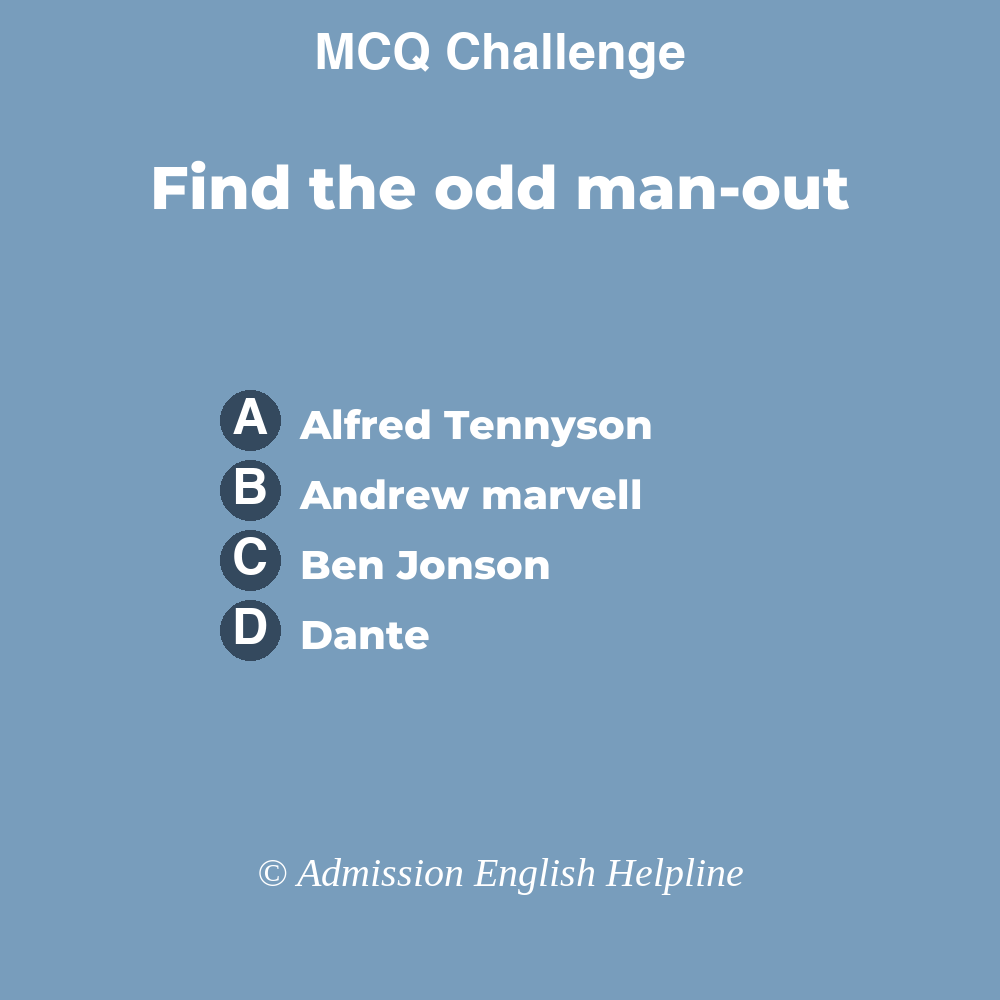 MCQ Challenge
Find the odd man-out
A Alfred Tennyson
B Andrew marvell
C Ben Jonson
D Dante
© Admission English Helpline